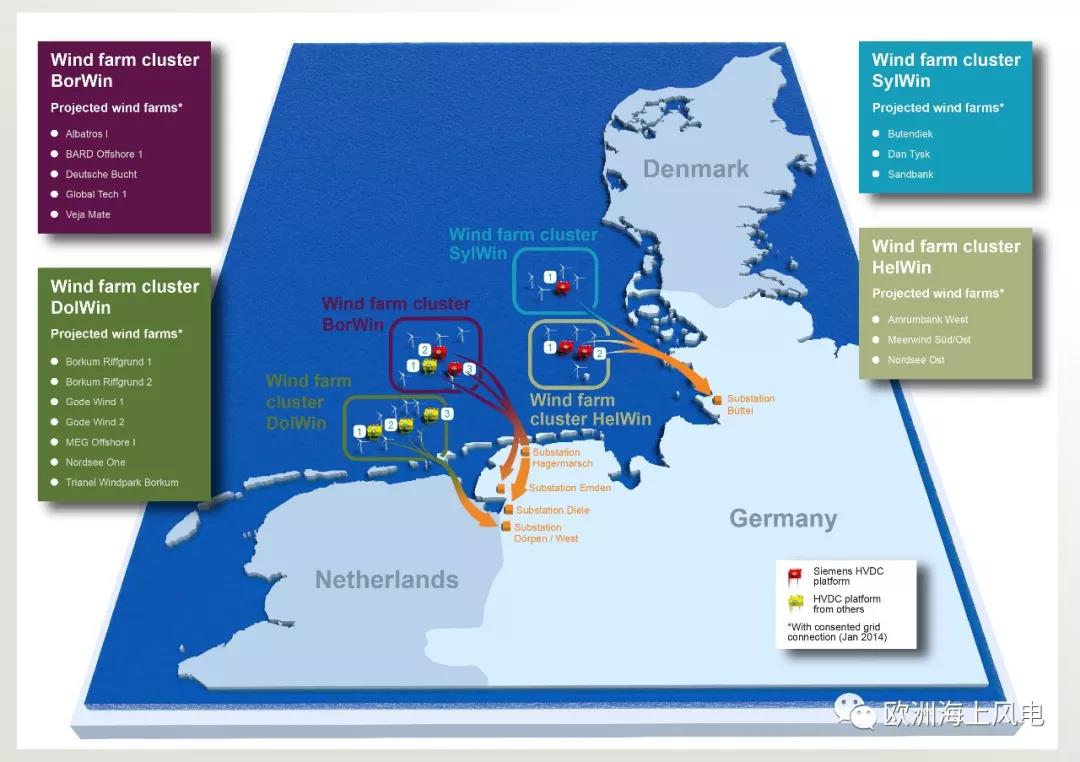 Wind farm cluster
BorWin
Projected wind farms*
Albatros I
BARD Offshore 1
Deutsche Bucht
Global Tech 1
Veja Mate
Wind farm cluster
DolWin
Projected wind farms*
Borkum Riffgrund 1
Borkum Riffgrund 2
Gode Wind 1
Gode Wind 2
MEG Offshore I
Nordsee One
Trianel Windpark Borkum
Wind farm cluster
SylWin
Projected wind farms*
Butendiek
Dan Tysk
Sandbank
Wind farm cluster
HelWin
Projected wind farms*
Amrumbank West
Meerwind Süd/Ost
Nordsee Ost
Denmark
Wind farm cluster
SylWin
1
Wind farm cluster
BorWin
2
1
3
1
2
Wind farm
cluster HelWin
Wind farm
cluster
DolWin
1
2
3
Substation
Büttel
Substation
Hagermarsch
Substation Emden
Substation Diele
Substation
Dörpen / West
Germany
Netherlands
Siemens HVDC
platform
HVDC platform
from others
*With consented grid
connection (Jan 2014)
欧洲海上风电